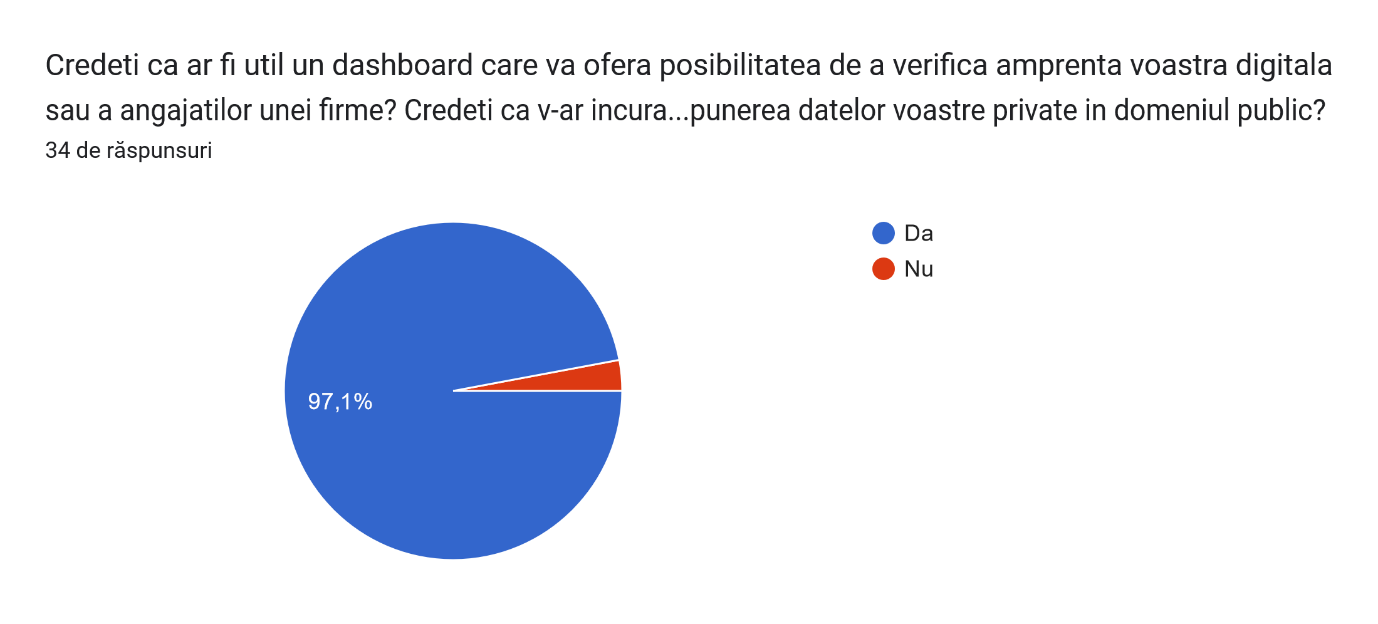 Credeti ca ar fi util un dashboard care va ofera posibilitatea de a verifica amprenta voastra digitala
sau a angajatilor unei firme? Credeti ca v-ar incura...punerea datelor voastre private in domeniul public?
34 de răspunsuri
Da
Nu
97,1%